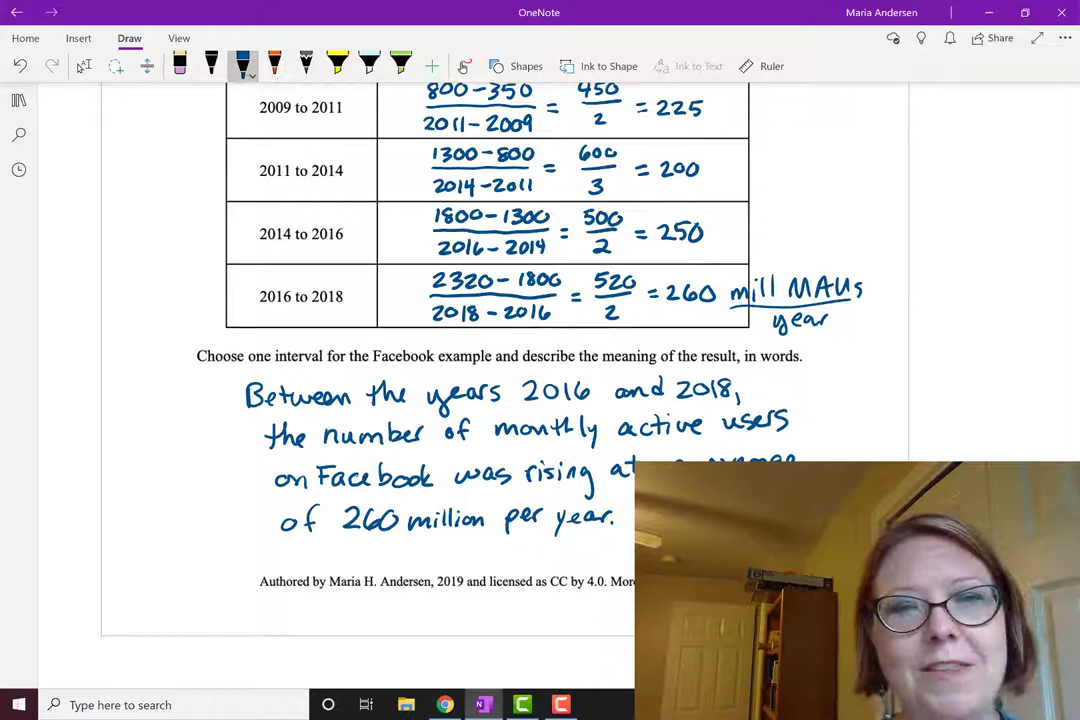 OneNote
Maria Andersen
Home Insert Draw View
Share
Shapes Ink to Shape Ink to Text Ruler
2009 to 2011 800-350 / 2011-2009 = 450 / 2 = 225
2011 to 2014 1300-800 / 2014-2011 = 600 / 3 = 200
2014 to 2016 1800-1300 / 2016-2014 = 500 / 2 = 250
2016 to 2018 2320-1800 / 2018-2016 = 520 / 2 = 260 mill MAUs / year
Choose one interval for the Facebook example and describe the meaning of the result, in words.
Between the years 2016 and 2018,
the number of monthly active users
on Facebook was rising at
of 260 million per year.
Authored by Maria H. Andersen, 2019 and licensed as CC by 4.0. More
Type here to search